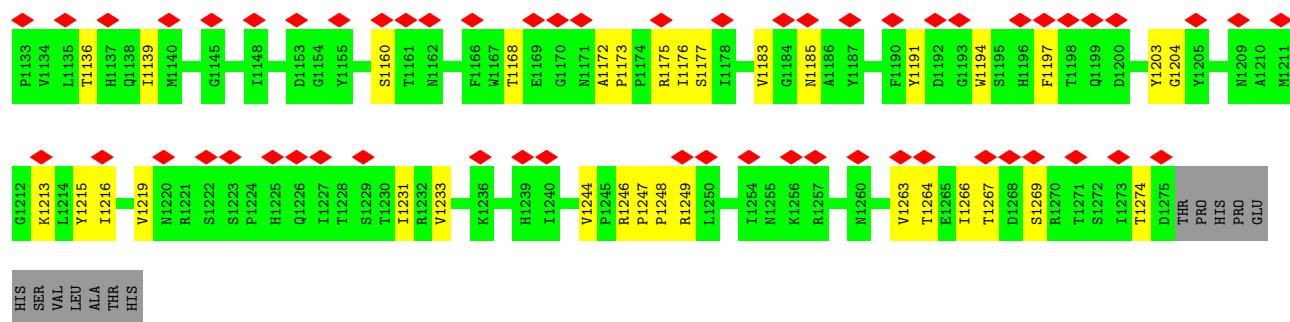 P1133 V1134 L1135 T1136 H1137 Q1138 I1139 M1140 G1145 I1148 D1153 G1154 Y1155 S1160 T1161 N1162 F1166 W1167 T1168 E1169 G1170 N1171 A1172 P1173 P1174 R1175 I1176 S1177 I1178 V1183 G1184 N1185 A1186 Y1187 F1190 Y1191 D1192 G1193 W1194 S1195 H1196 F1197 T1198 Q1199 D1200 Y1203 G1204 Y1205 N1209 A1210 M1211
G1212 K1213 L1214 Y1215 I1216 V1219 N1220 R1221 S1222 S1223 P1224 H1225 Q1226 I1227 T1228 S1229 T1230 I1231 R1232 V1233 K1236 H1239 I1240 V1244 P1245 R1246 P1247 P1248 R1249 L1250 I1254 N1255 K1256 R1257 N1260 V1263 T1264 E1265 I1266 T1267 D1268 S1269 R1270 T1271 S1272 I1273 T1274 D1275 THR PRO HIS PRO GLU
HIS SER VAL LEU ALA THR HIS